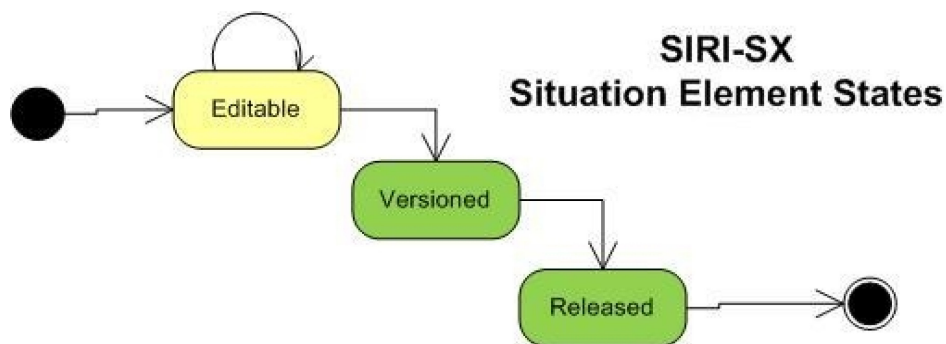 SIRI-SX
Situation Element States
Editable
Versioned
Released